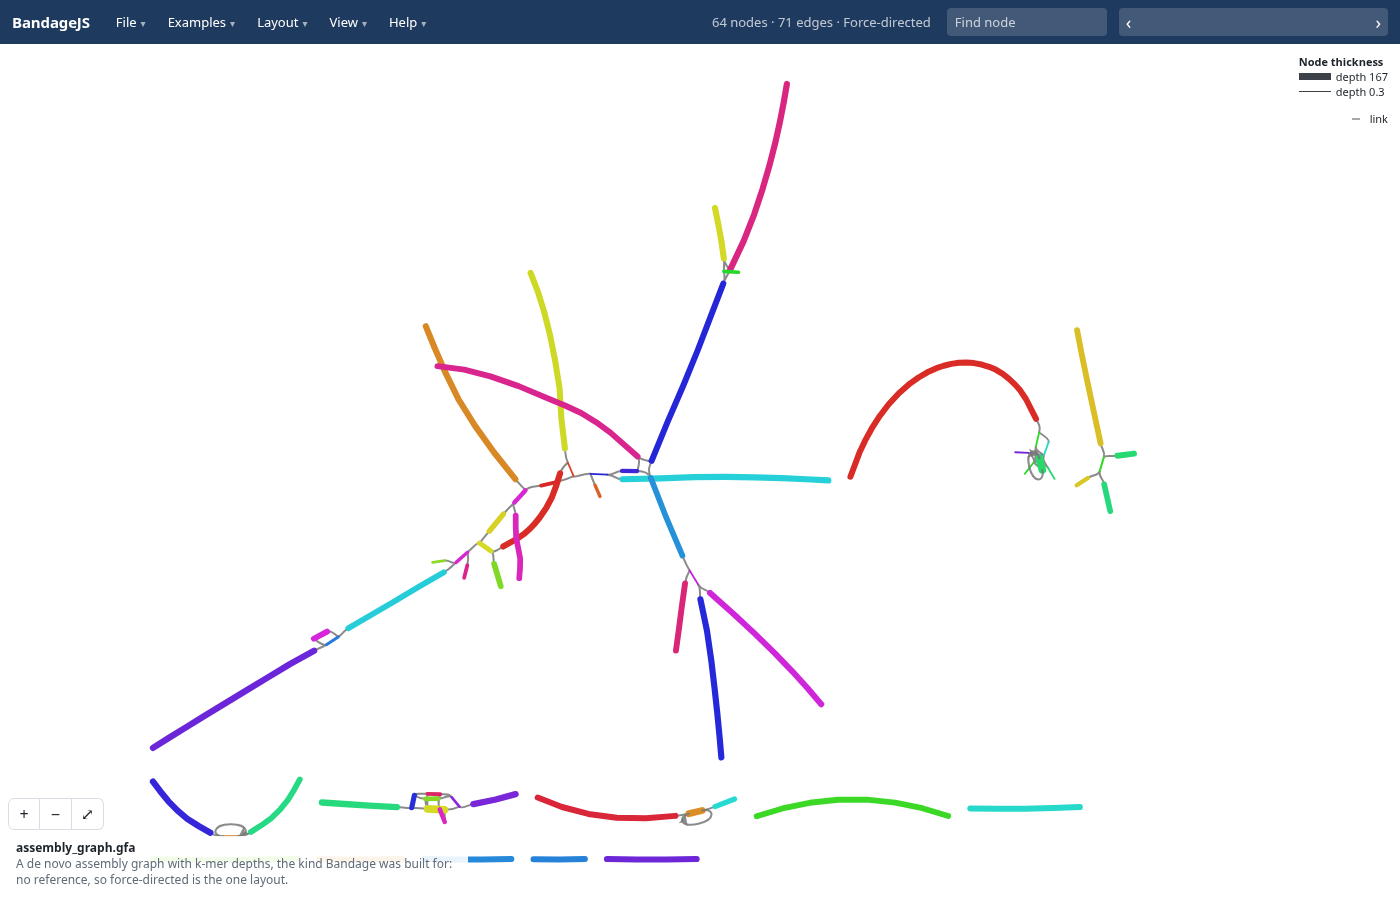 BandageJS File ▾ Examples ▾ Layout ▾ View ▾ Help ▾ 64 nodes · 71 edges · Force-directed Find node ‹ ›
Node thickness
depth 167
depth 0.3
link
+ − ⤢
assembly_graph.gfa
A de novo assembly graph with k-mer depths, the kind Bandage was built for:
no reference, so force-directed is the one layout.